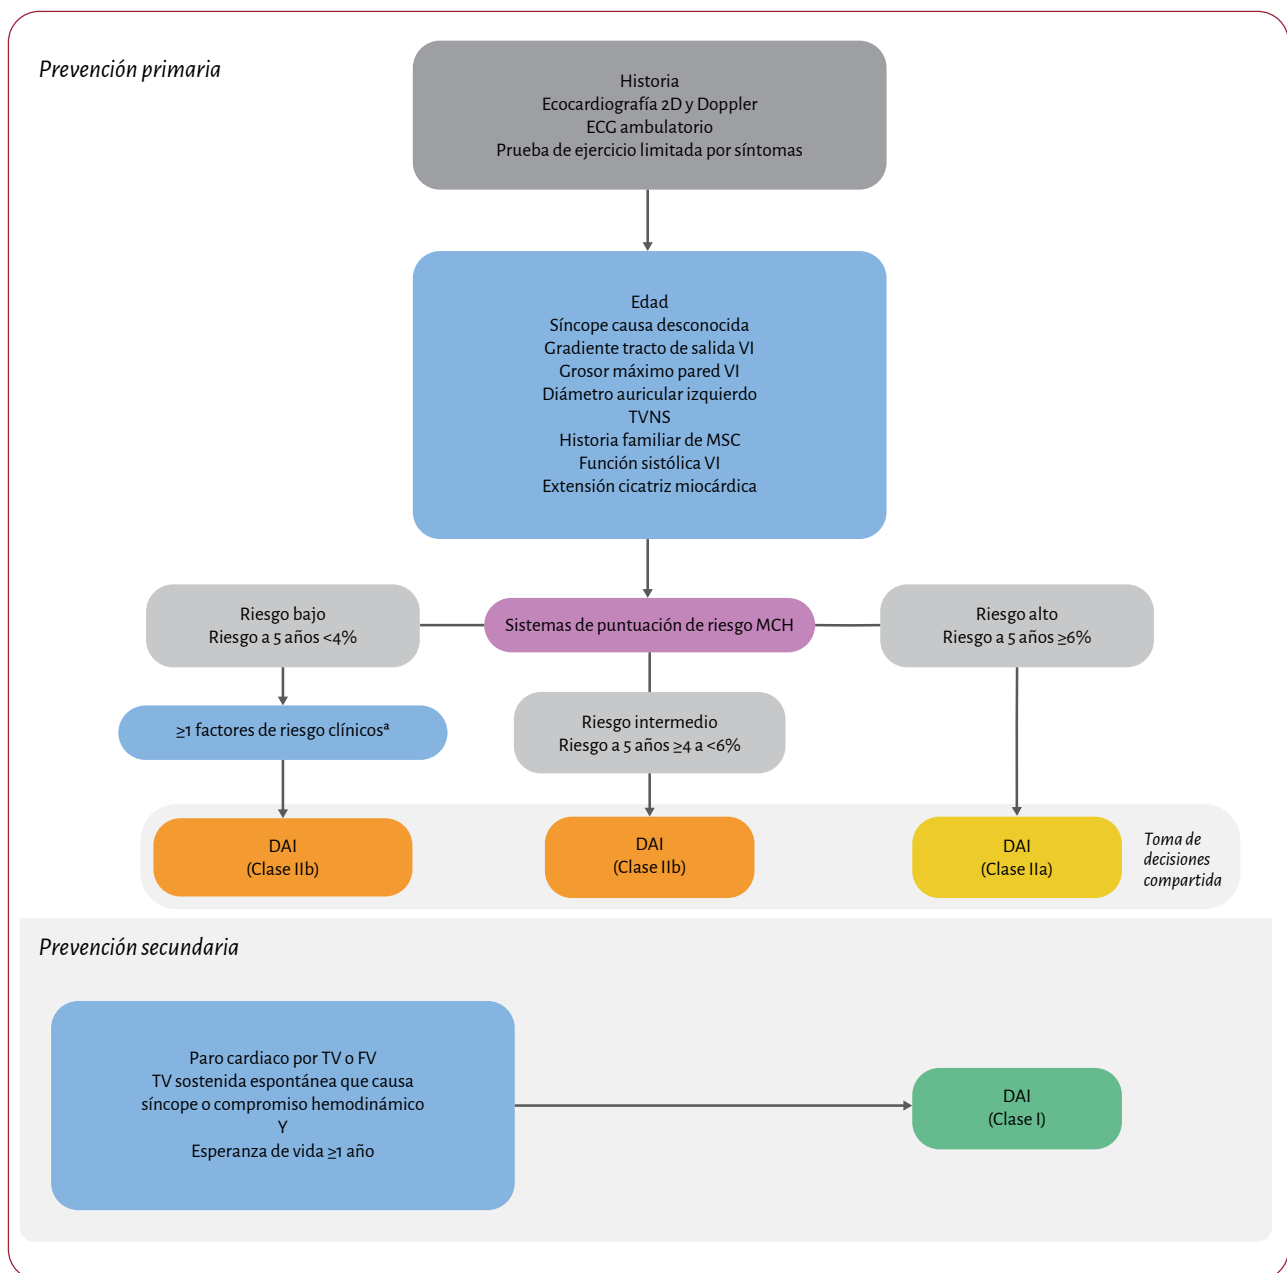 Prevención primaria
Historia
Ecocardiografía 2D y Doppler
ECG ambulatorio
Prueba de ejercicio limitada por síntomas
Edad
Síncope causa desconocida
Gradiente tracto de salida VI
Grosor máximo pared VI
Diámetro auricular izquierdo
TVNS
Historia familiar de MSC
Función sistólica VI
Extensión cicatriz miocárdica
Riesgo bajo
Riesgo a 5 años <4%
Sistemas de puntuación de riesgo MCH
Riesgo alto
Riesgo a 5 años ≥6%
≥1 factores de riesgo clínicosª
Riesgo intermedio
Riesgo a 5 años ≥4 a <6%
DAI
(Clase IIb)
DAI
(Clase IIb)
DAI
(Clase IIa)
Toma de
decisiones
compartida
Prevención secundaria
Paro cardiaco por TV o FV
TV sostenida espontánea que causa
síncope o compromiso hemodinámico
Y
Esperanza de vida ≥1 año
DAI
(Clase I)